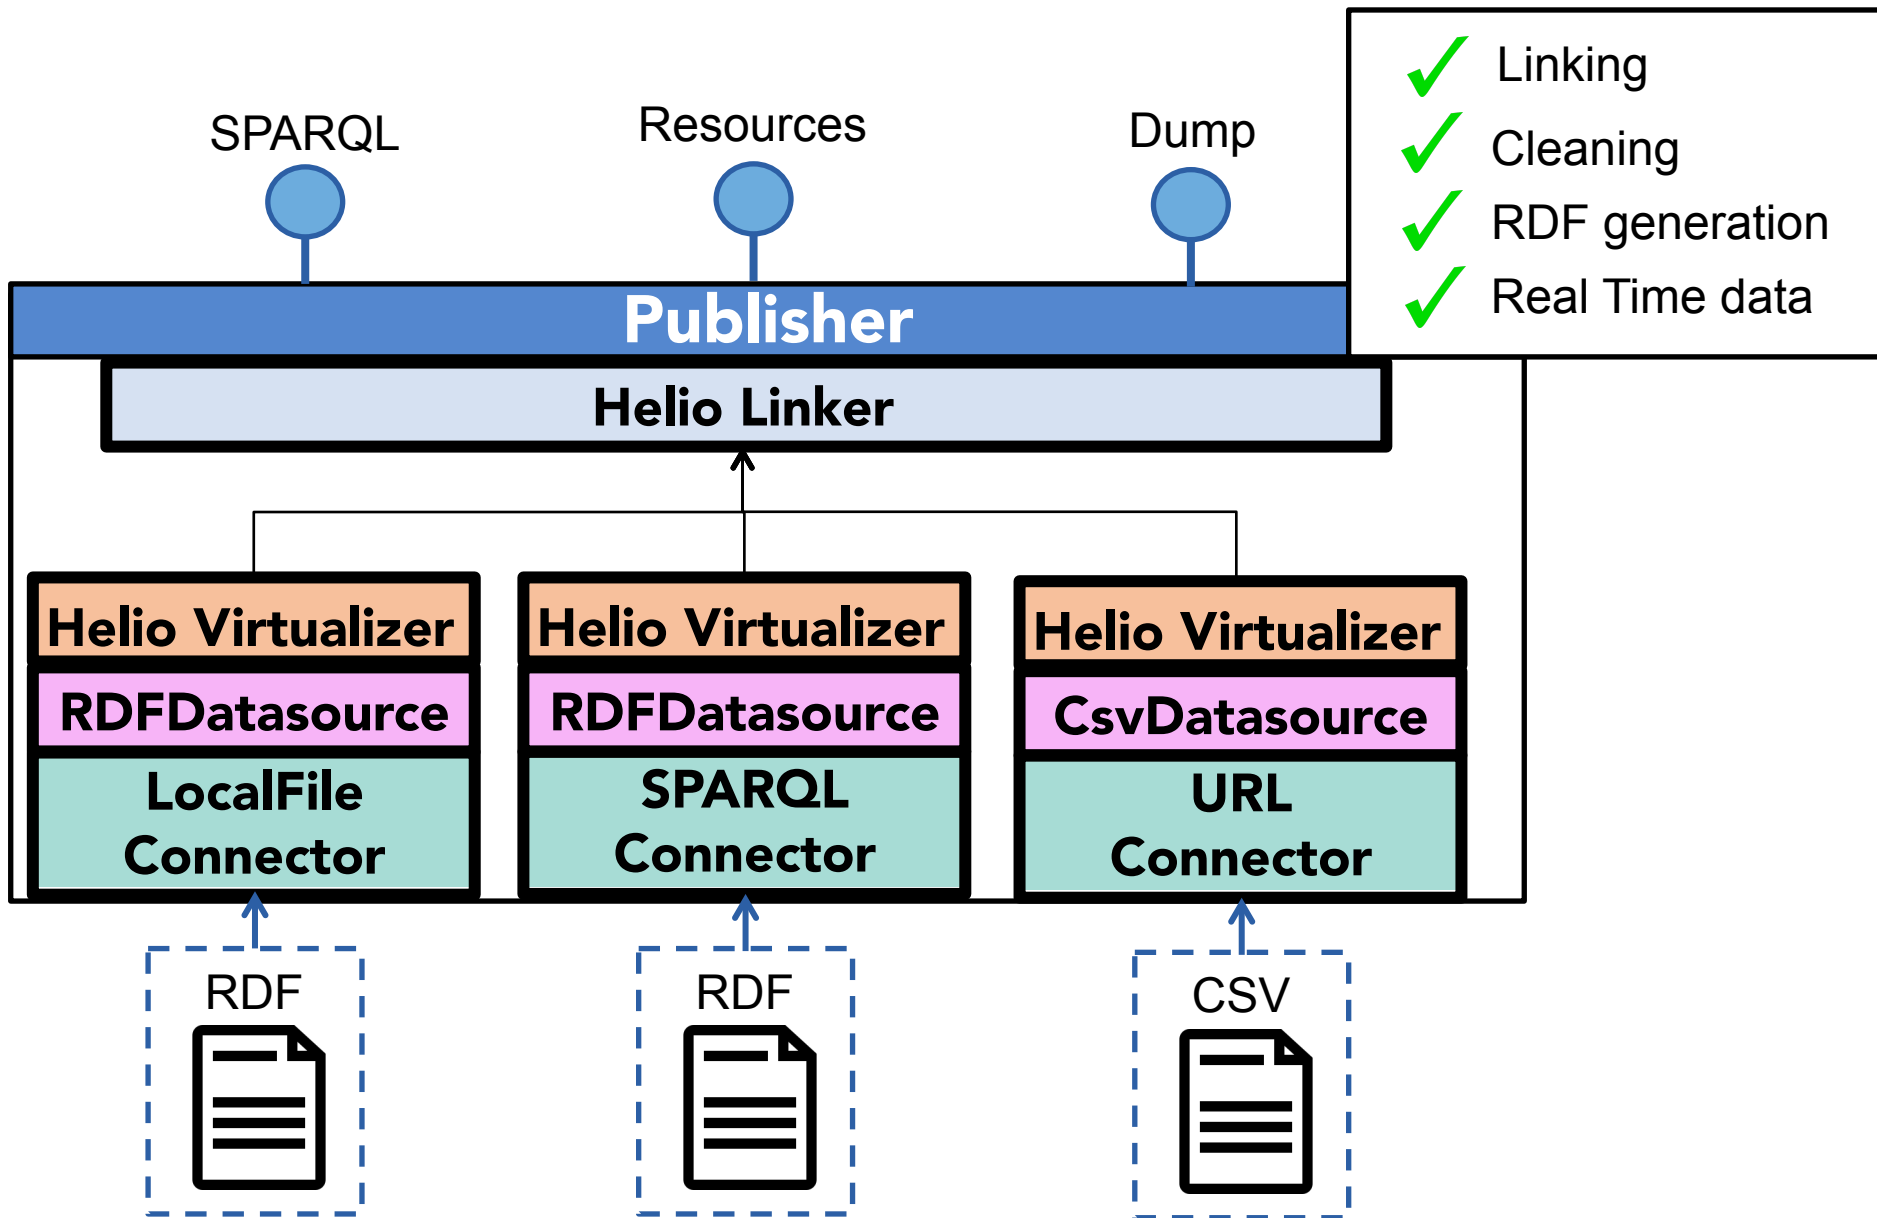 SPARQL
Resources
Dump
Linking
Cleaning
RDF generation
Real Time data
Publisher
Helio Linker
Helio Virtualizer
RDFDatasource
LocalFile
Connector
Helio Virtualizer
RDFDatasource
SPARQL
Connector
Helio Virtualizer
CsvDatasource
URL
Connector
RDF
RDF
CSV